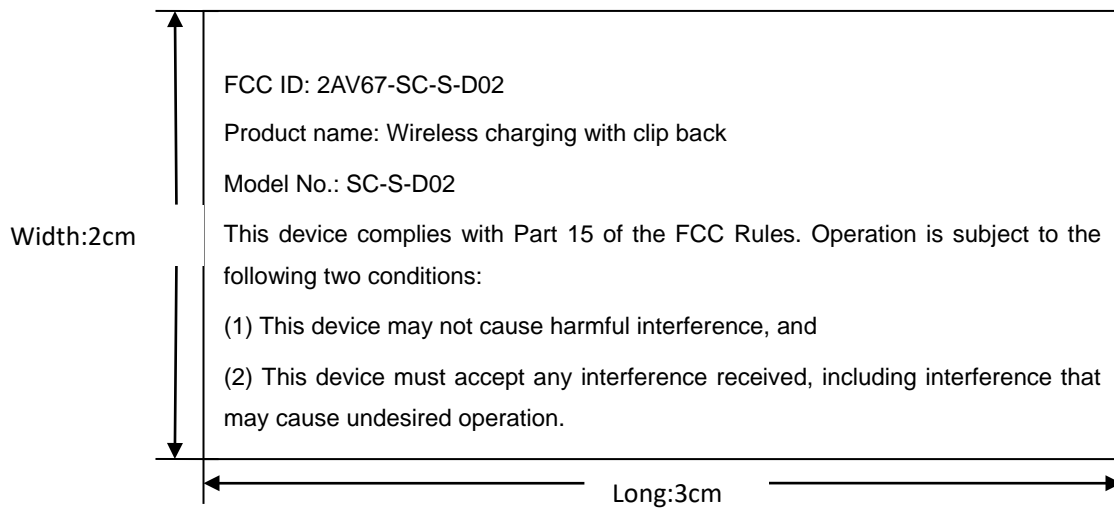 FCC ID: 2AV67-SC-S-D02
Product name: Wireless charging with clip back
Model No.: SC-S-D02
Width:2cm
This device complies with Part 15 of the FCC Rules. Operation is subject to the
following two conditions:
(1) This device may not cause harmful interference, and
(2) This device must accept any interference received, including interference that
may cause undesired operation.
Long:3cm